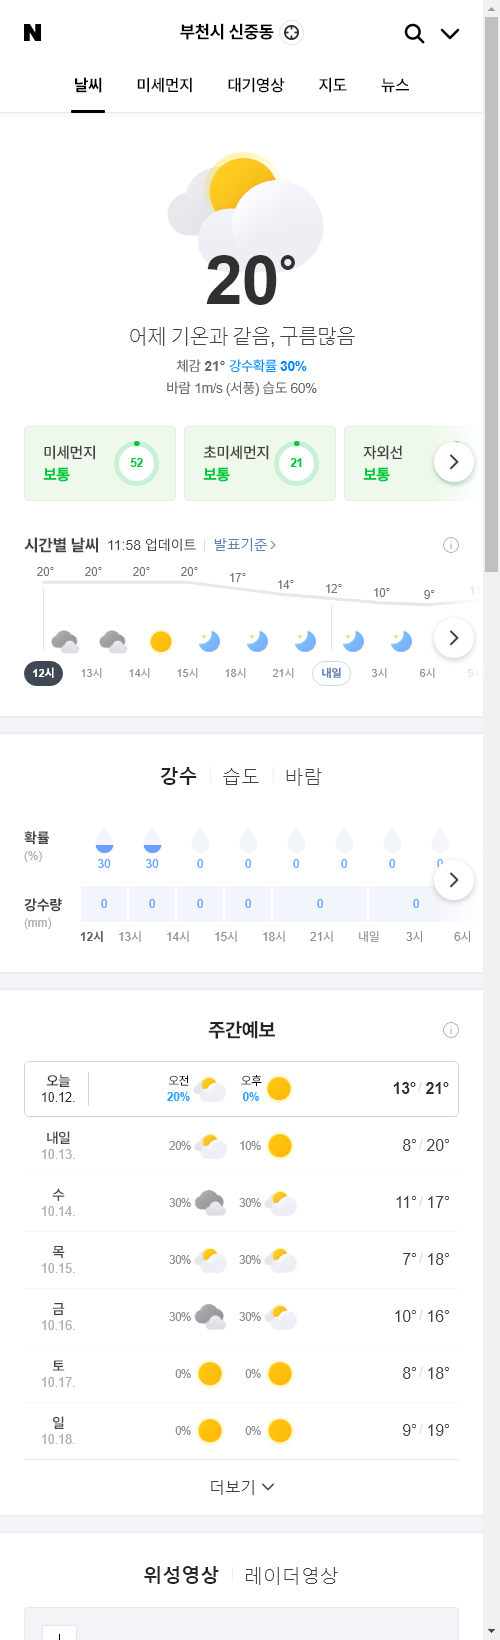 N
부천시 신중동
날씨 미세먼지 대기영상 지도 뉴스
20°
어제 기온과 같음, 구름많음
체감 21° 강수확률 30%
바람 1m/s (서풍) 습도 60%
미세먼지 보통 52
초미세먼지 보통 21
자외선 보통
시간별 날씨 11:58 업데이트 발표기준
20° 20° 20° 20° 17° 14° 12° 10° 9° 11
12시 13시 14시 15시 18시 21시 내일 3시 6시
강수 습도 바람
확률
(%)
30 30 0 0 0 0 0 0
강수량
(mm)
0 0 0 0 0 0
12시 13시 14시 15시 18시 21시 내일 3시 6시
주간예보
오늘 10.12. 오전 20% 오후 0% 13° / 21°
내일 10.13. 20% 10% 8° / 20°
수 10.14. 30% 30% 11° / 17°
목 10.15. 30% 30% 7° / 18°
금 10.16. 30% 30% 10° / 16°
토 10.17. 0% 0% 8° / 18°
일 10.18. 0% 0% 9° / 19°
더보기
위성영상 레이더영상